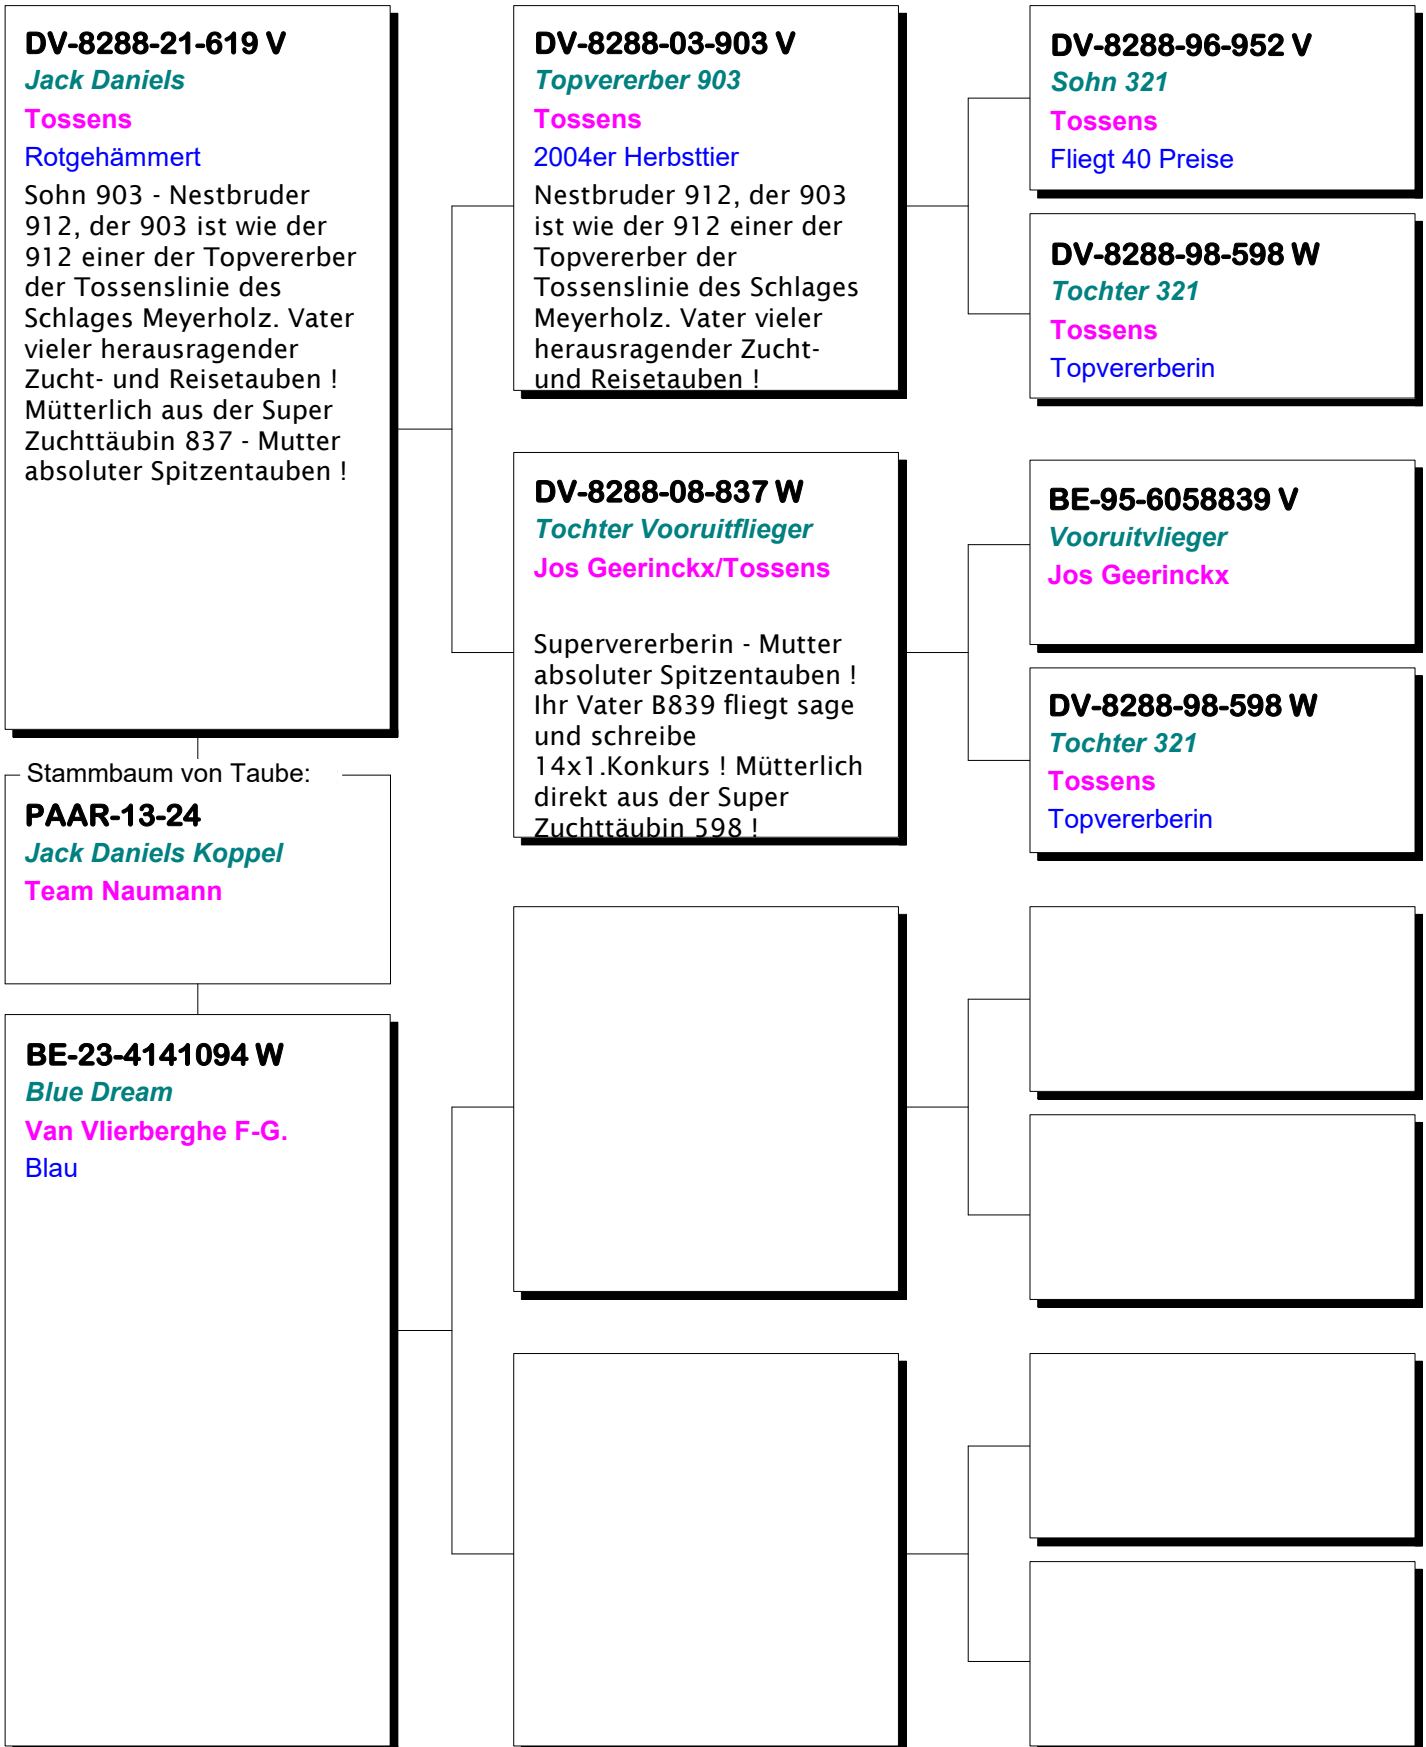 DV-8288-21-619 V
Jack Daniels
Tossens
Rotgehämmert
Sohn 903 - Nestbruder
912, der 903 ist wie der
912 einer der Topvererber
der Tossenslinie des
Schlages Meyerholz. Vater
vieler herausragender
Zucht- und Reisetauben !
Mütterlich aus der Super
Zuchttäubin 837 - Mutter
absoluter Spitzentauben !
Stammbaum von Taube:
PAAR-13-24
Jack Daniels Koppel
Team Naumann
BE-23-4141094 W
Blue Dream
Van Vlierberghe F-G.
Blau
DV-8288-03-903 V
Topvererber 903
Tossens
2004er Herbsttier
Nestbruder 912, der 903
ist wie der 912 einer der
Topvererber der
Tossenslinie des Schlages
Meyerholz. Vater vieler
herausragender Zucht-
und Reisetauben !
DV-8288-08-837 W
Tochter Vooruitflieger
Jos Geerinckx/Tossens
Supervererberin - Mutter
absoluter Spitzentauben !
Ihr Vater B839 fliegt sage
und schreibe
14x1.Konkurs ! Mütterlich
direkt aus der Super
Zuchttäubin 598 !
DV-8288-96-952 V
Sohn 321
Tossens
Fliegt 40 Preise
DV-8288-98-598 W
Tochter 321
Tossens
Topvererberin
BE-95-6058839 V
Vooruitvlieger
Jos Geerinckx
DV-8288-98-598 W
Tochter 321
Tossens
Topvererberin